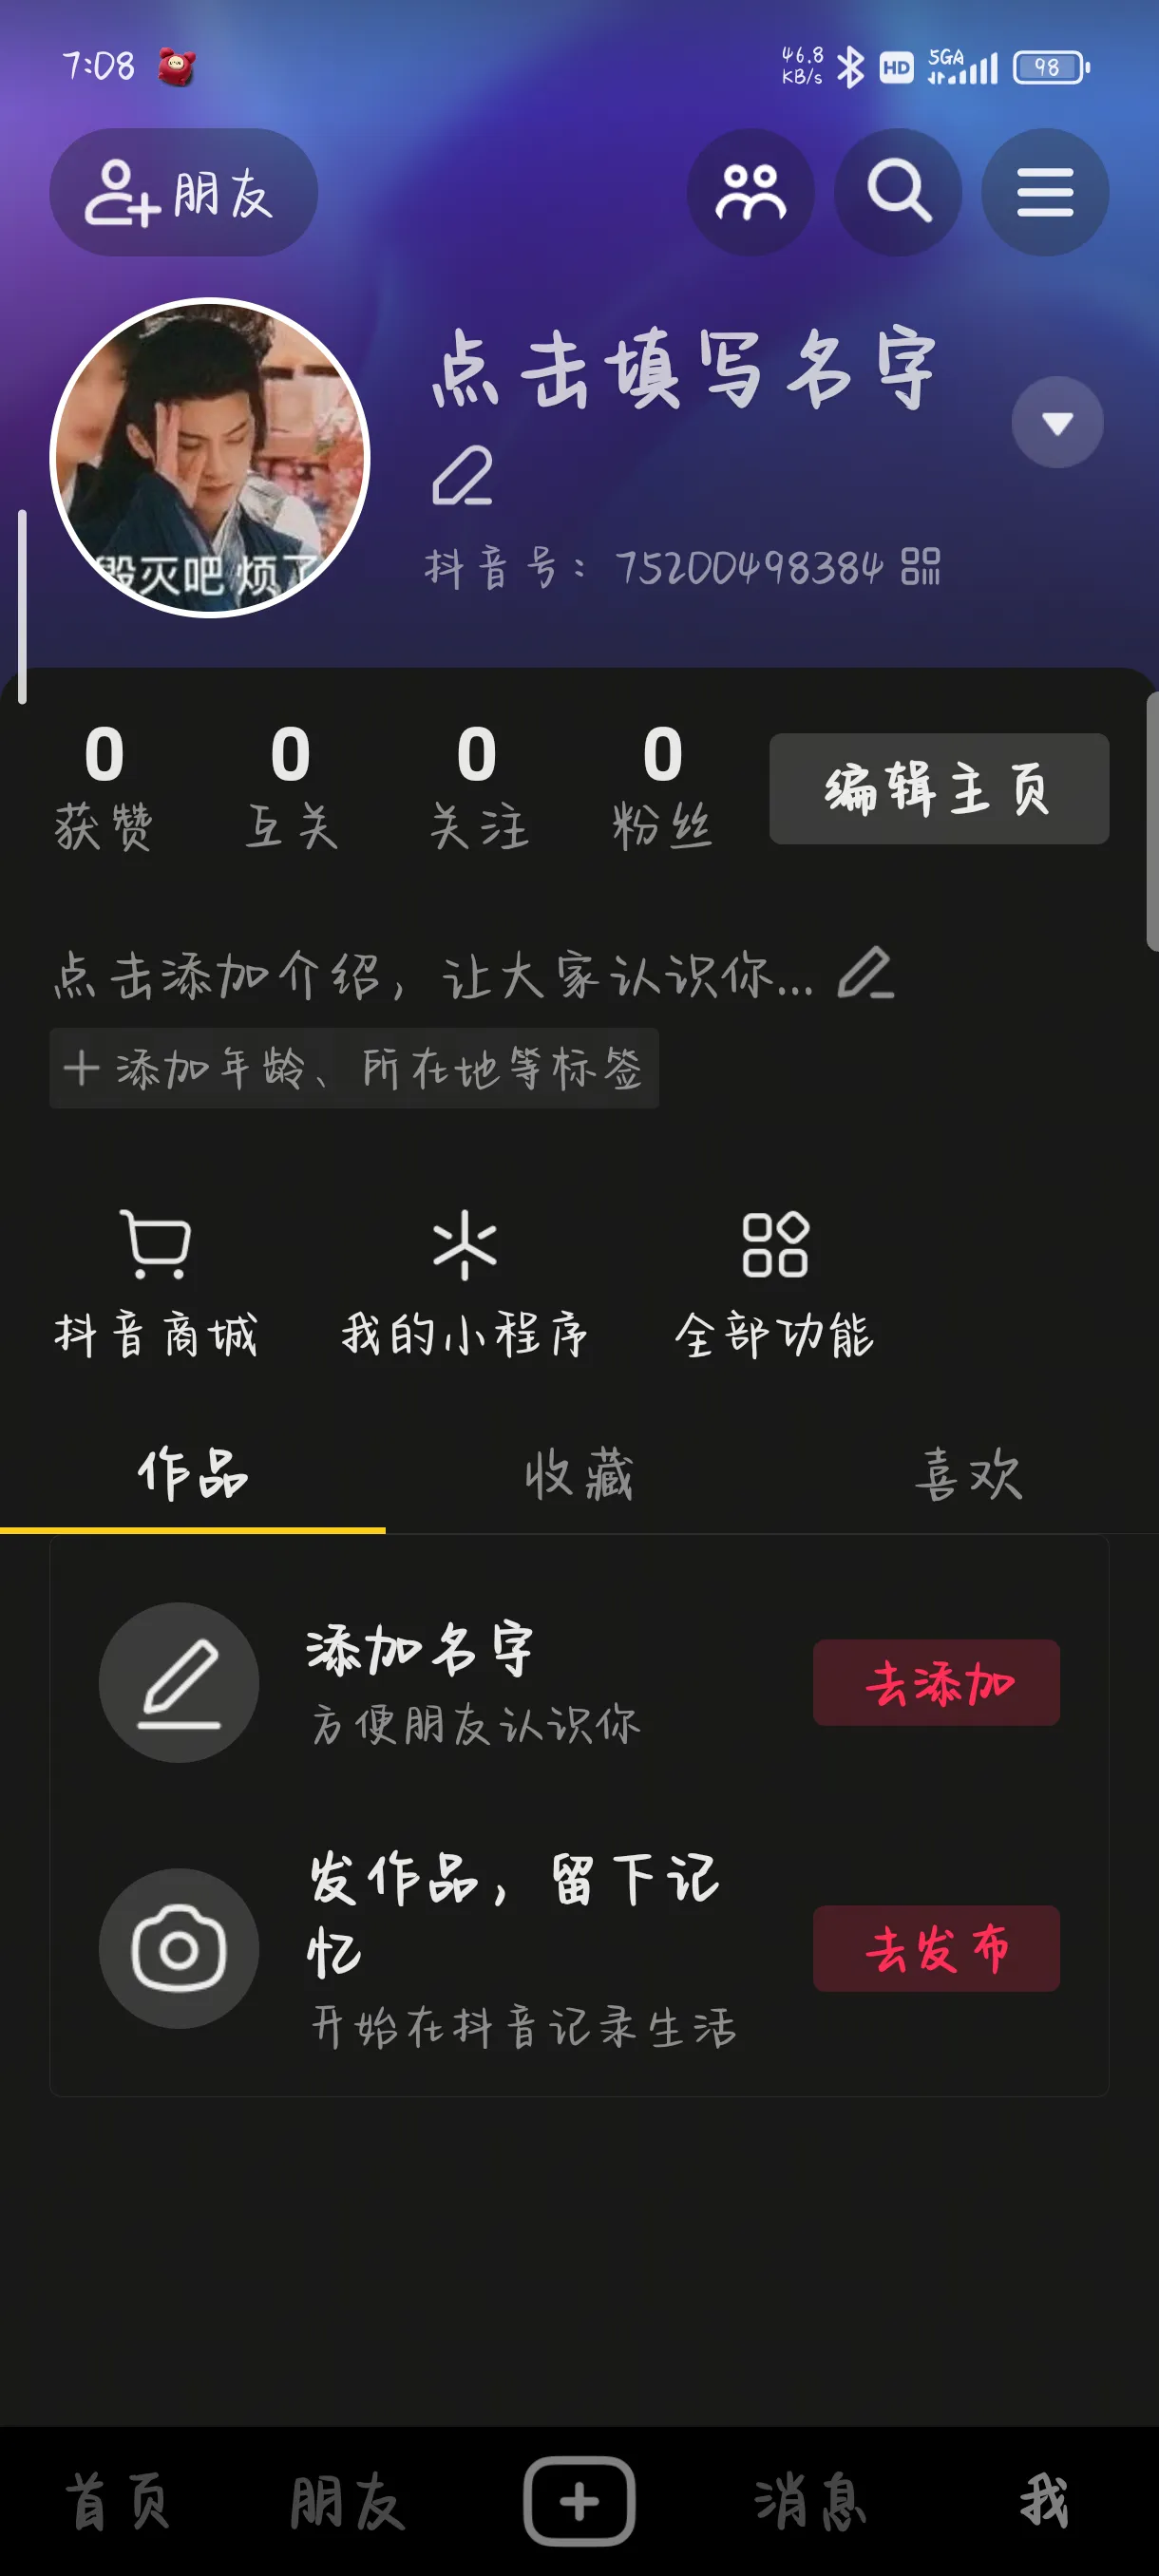 7:08
46.8
KB/s
HD
5GA
98
朋友
点击填写名字
毁灭吧 烦了
抖音号：75200498384
0
获赞
0
互关
0
关注
0
粉丝
编辑主页
点击添加介绍，让大家认识你...
添加年龄、所在地等标签
抖音商城
我的小程序
全部功能
作品
收藏
喜欢
添加名字
方便朋友认识你
去添加
发作品，留下记
忆
开始在抖音记录生活
去发布
首页
朋友
消息
我